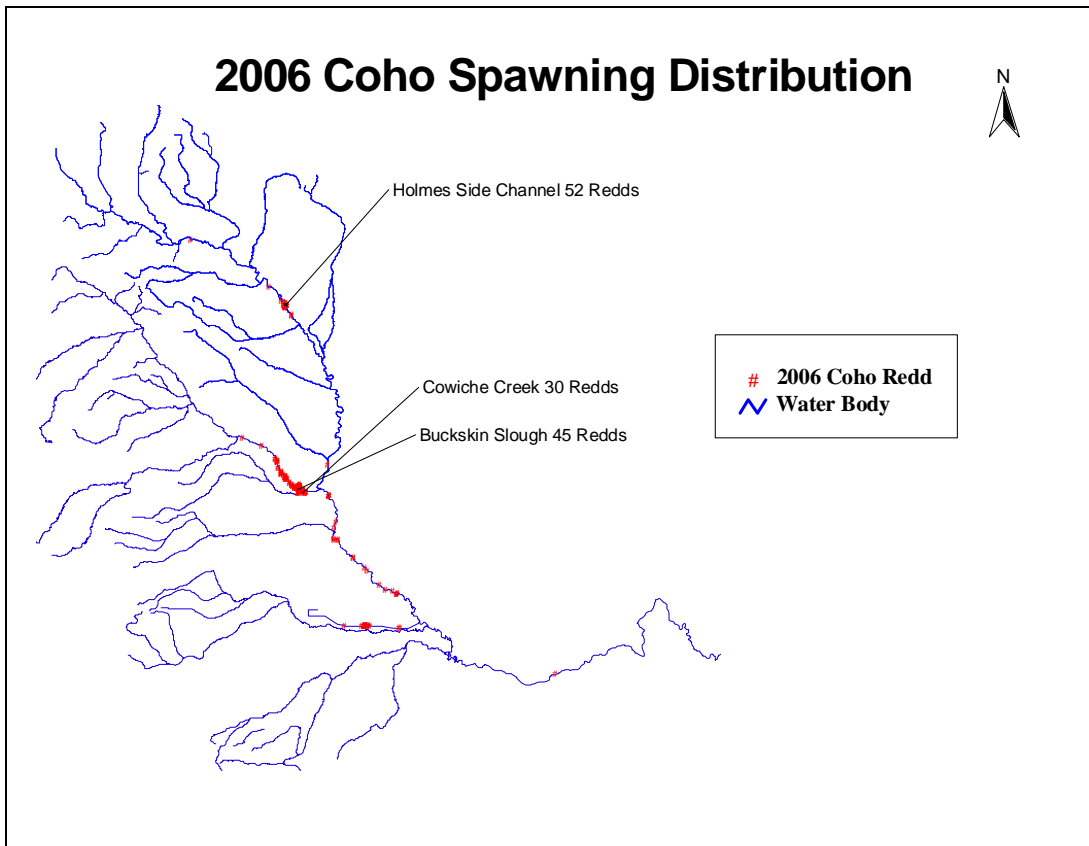 2006 Coho Spawning Distribution
N
Holmes Side Channel 52 Redds
Cowiche Creek 30 Redds
Buckskin Slough 45 Redds
# 2006 Coho Redd
Water Body